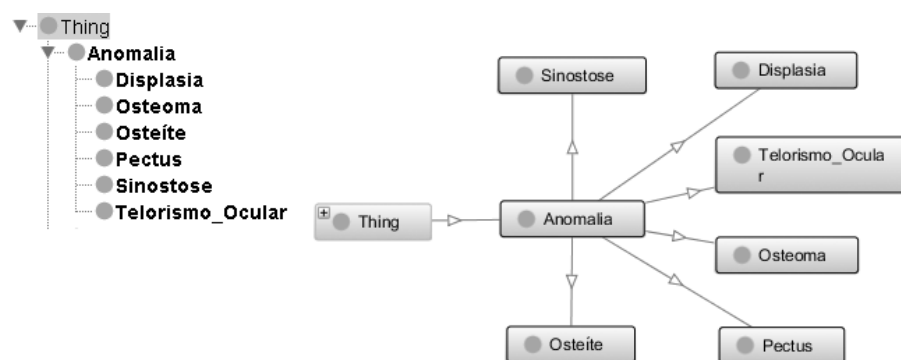 Thing
Anomalia
Displasia
Osteoma
Osteíte
Pectus
Sinostose
Telorismo_Ocular
Sinostose
Displasia
Telorismo_Ocula
r
Thing
Anomalia
Osteoma
Osteíte
Pectus